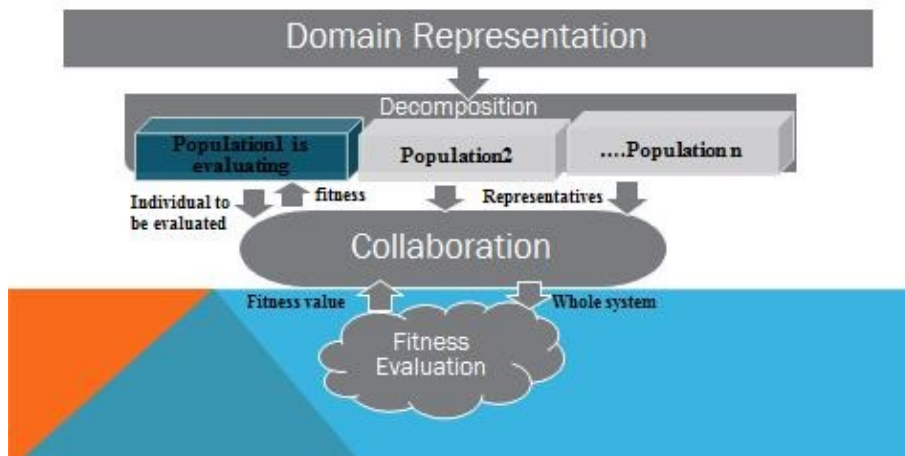 Domain Representation
Decomposition
Population1 is
evaluating
Population2
....Population n
Individual to
be evaluated
fitness
Representatives
Collaboration
Fitness value
Whole system
Fitness
Evaluation